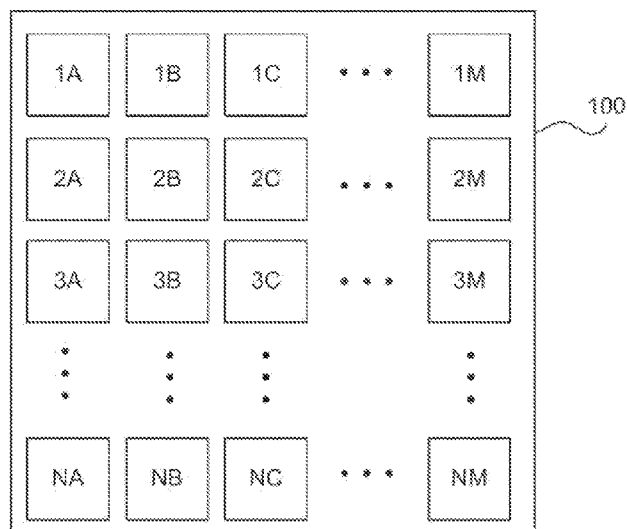 1A 1B 1C ... 1M
100
2A 2B 2C ... 2M
3A 3B 3C ... 3M
NA NB NC ... NM